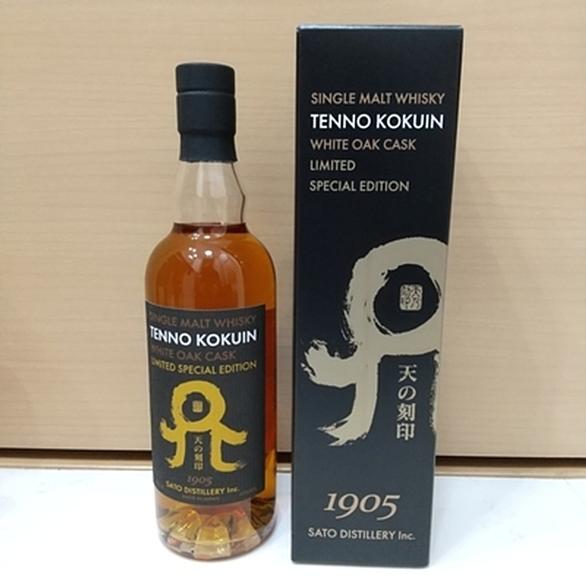 SINGLE MALT WHISKY
TENNO KOKUIN
WHITE OAK CASK
LIMITED SPECIAL EDITION
天の刻印
1905
SATO DISTILLERY Inc.
SINGLE MALT WHISKY
TENNO KOKUIN
WHITE OAK CASK
LIMITED
SPECIAL EDITION
天の刻印
1905
SATO DISTILLERY Inc.